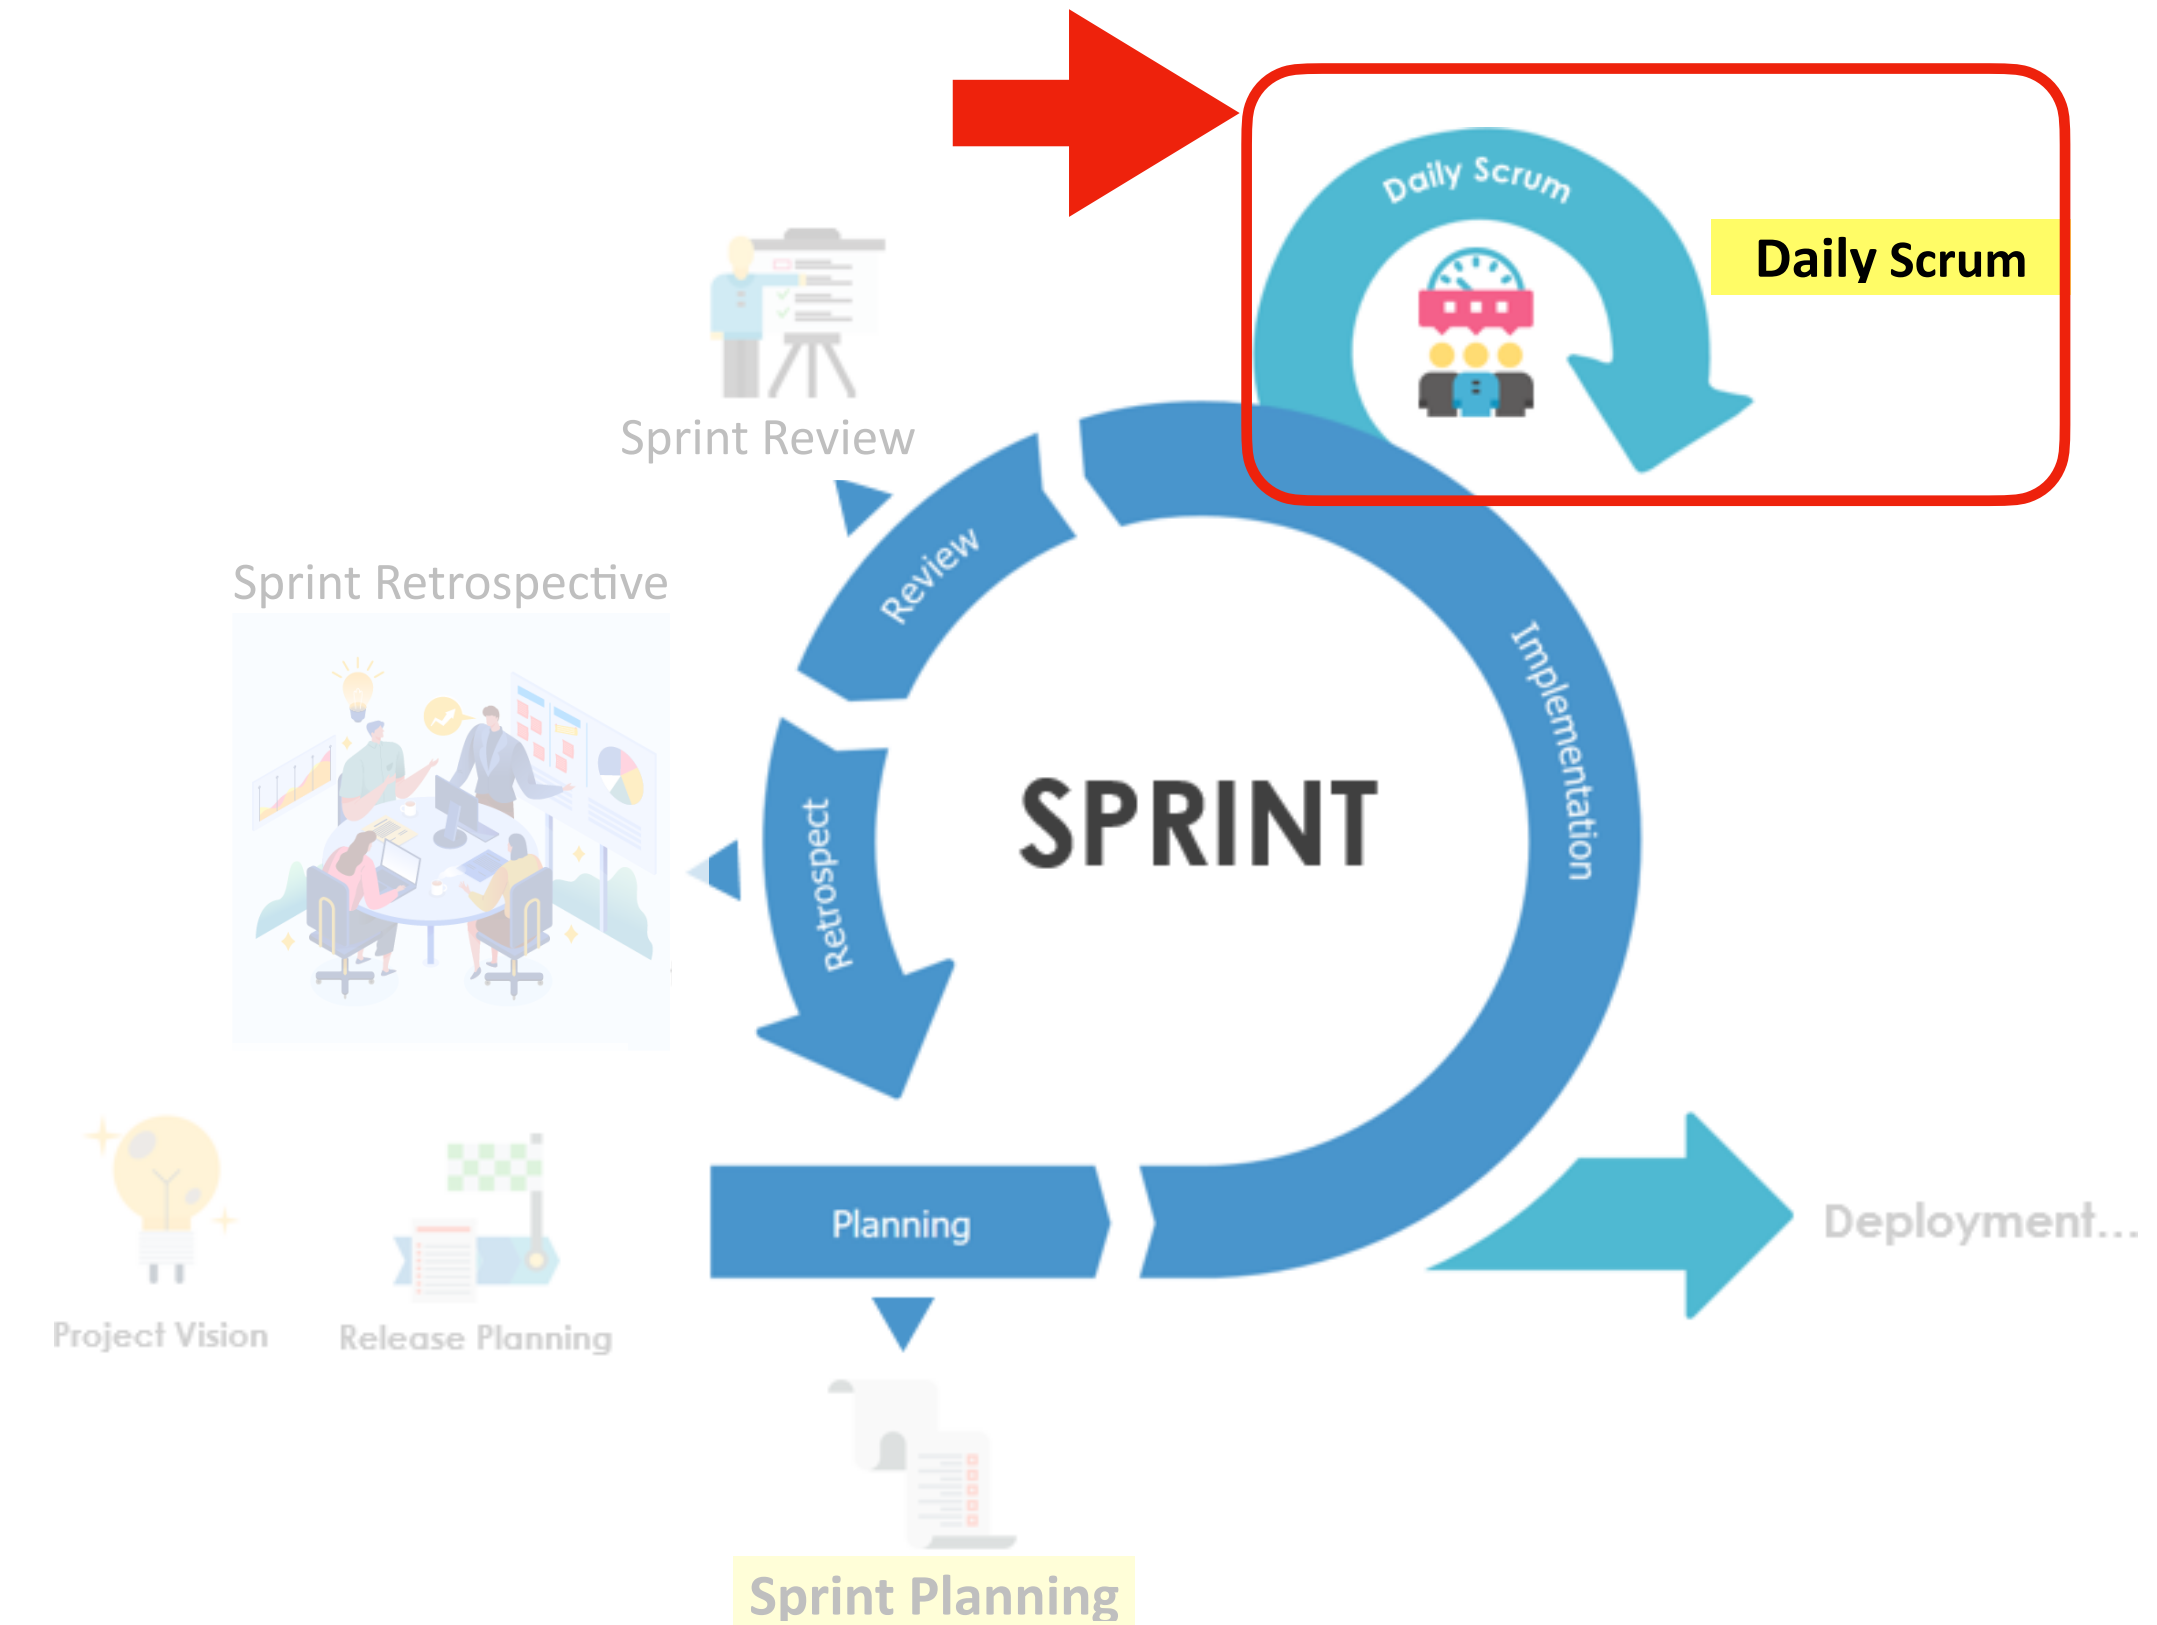 Daily Scrum
Daily Scrum
Sprint Review
Review
Sprint Retrospective
Implementation
SPRINT
Retrospect
Planning
Deployment...
Project Vision
Release Planning
Sprint Planning